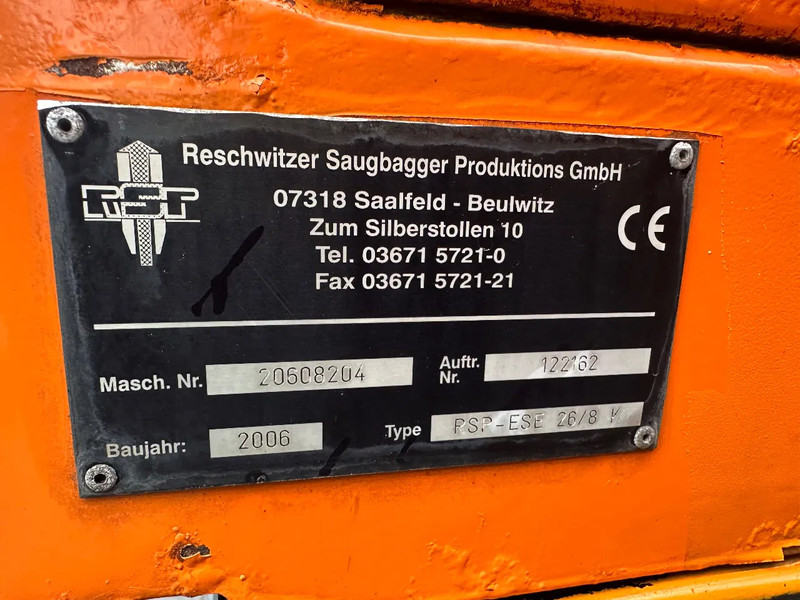 RSP
Reschwitzer Saugbagger Produktions GmbH
07318 Saalfeld - Beulwitz
Zum Silberstollen 10
Tel. 03671 5721-0
Fax 03671 5721-21
CE
Masch. Nr. 20608204
Auftr. Nr. 122162
Baujahr: 2006
Type RSP-ESE 26/8 K